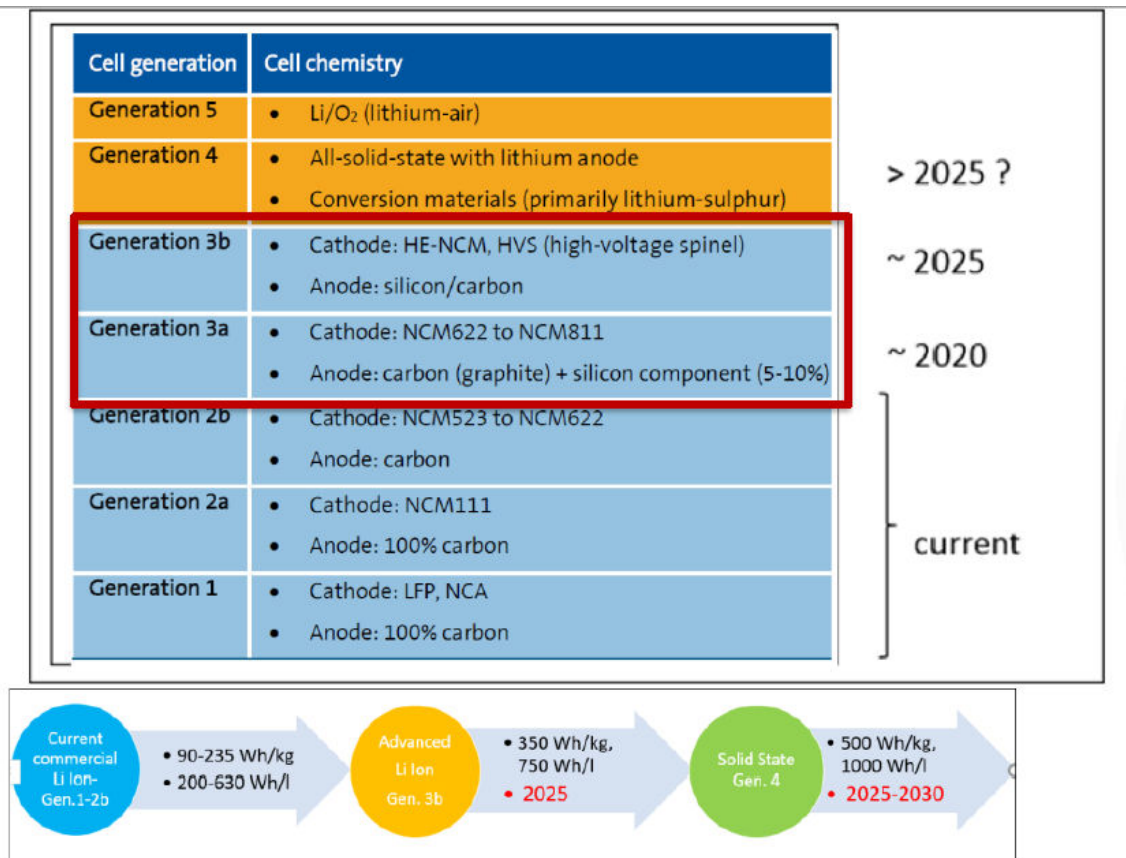 Cell generation Cell chemistry
Generation 5 • Li/O₂ (lithium-air)
Generation 4 • All-solid-state with lithium anode
• Conversion materials (primarily lithium-sulphur)
> 2025 ?
Generation 3b • Cathode: HE-NCM, HVS (high-voltage spinel)
• Anode: silicon/carbon
~ 2025
Generation 3a • Cathode: NCM622 to NCM811
• Anode: carbon (graphite) + silicon component (5-10%)
~ 2020
Generation 2b • Cathode: NCM523 to NCM622
• Anode: carbon
Generation 2a • Cathode: NCM111
• Anode: 100% carbon
Generation 1 • Cathode: LFP, NCA
• Anode: 100% carbon
current
Current
commercial
Li Ion-
Gen.1-2b
• 90-235 Wh/kg
• 200-630 Wh/l
Advanced
Li Ion
Gen. 3b
• 350 Wh/kg,
750 Wh/l
• 2025
Solid State
Gen. 4
• 500 Wh/kg,
1000 Wh/l
• 2025-2030